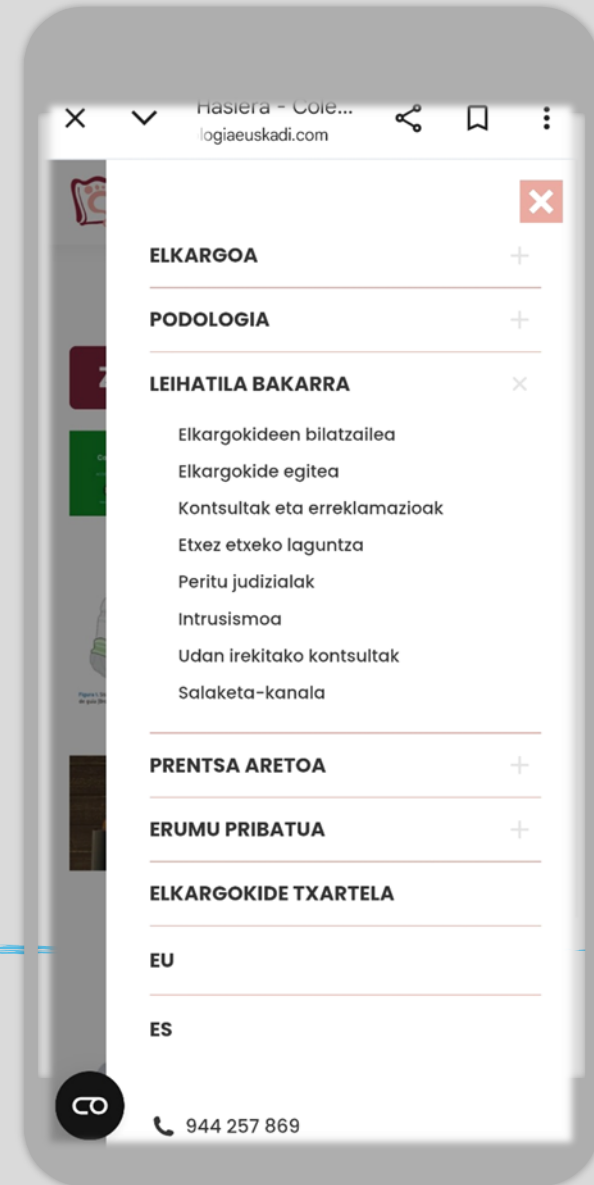 Hasiera - Cole...
logiaeuskadi.com
ELKARGOA
PODOLOGIA
LEIHATILA BAKARRA
Elkargokideen bilatzailea
Elkargokide egitea
Kontsultak eta erreklamazioak
Etxez etxeko laguntza
Peritu judizialak
Intrusismoa
Udan irekitako kontsultak
Salaketa-kanala
PRENTSA ARETOA
ERUMU PRIBATUA
ELKARGOKIDE TXARTELA
EU
ES
944 257 869